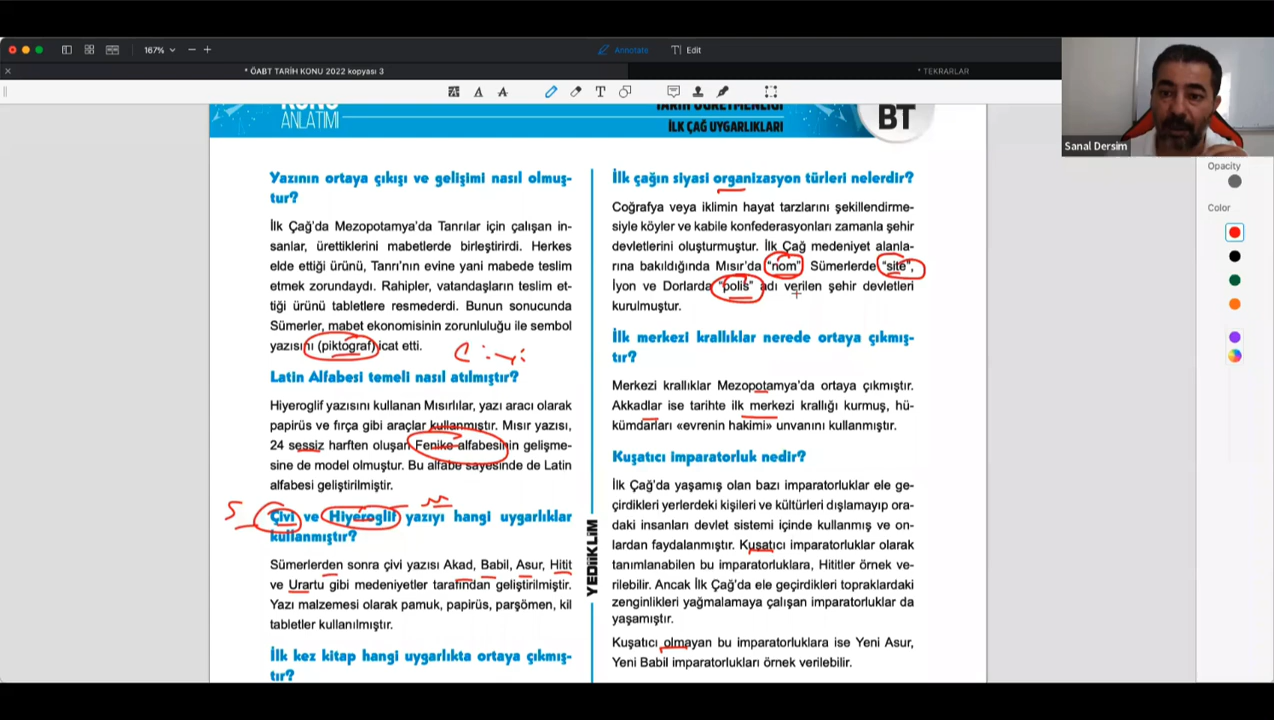 167%
Annotate
Edit
* ÖABT TARİH KONU 2022 kopyası 3
* TEKRARLAR
Sanal Dersim
Opacity
Color
KONU
ANLATIMI
TARİH ÖĞRETMENLİĞİ
İLK ÇAĞ UYGARLIKLARI
BT
Yazının ortaya çıkışı ve gelişimi nasıl olmuş-
tur?
İlk Çağ'da Mezopotamya'da Tanrılar için çalışan in-
sanlar, ürettiklerini mabetlerde birleştirirdi. Herkes
elde ettiği ürünü, Tanrı'nın evine yani mabede teslim
etmek zorundaydı. Rahipler, vatandaşların teslim et-
tiği ürünü tabletlere resmederdi. Bunun sonucunda
Sümerler, mabet ekonomisinin zorunluluğu ile sembol
yazısını (piktograf) icat etti.
Çivi
Latin Alfabesi temeli nasıl atılmıştır?
Hiyeroglif yazısını kullanan Mısırlılar, yazı aracı olarak
papirüs ve fırça gibi araçlar kullanmıştır. Mısır yazısı,
24 sessiz harften oluşan Fenike alfabesinin gelişme-
sine de model olmuştur. Bu alfabe sayesinde de Latin
alfabesi geliştirilmiştir.
S
M
Çivi ve Hiyeroglif yazıyı hangi uygarlıklar
kullanmıştır?
Sümerlerden sonra çivi yazısı Akad, Babil, Asur, Hitit
ve Urartu gibi medeniyetler tarafından geliştirilmiştir.
Yazı malzemesi olarak pamuk, papirüs, parşömen, kil
tabletler kullanılmıştır.
İlk kez kitap hangi uygarlıkta ortaya çıkmış-
tır?
YEDİİKLİM
İlk çağın siyasi organizasyon türleri nelerdir?
Coğrafya veya iklimin hayat tarzlarını şekillendirme-
siyle köyler ve kabile konfederasyonları zamanla şehir
devletlerini oluşturmuştur. İlk Çağ medeniyet alanla-
rına bakıldığında Mısır'da "nom" Sümerlerde "site",
İyon ve Dorlarda "polis" adı verilen şehir devletleri
kurulmuştur.
İlk merkezi krallıklar nerede ortaya çıkmış-
tır?
Merkezi krallıklar Mezopotamya'da ortaya çıkmıştır.
Akkadlar ise tarihte ilk merkezi krallığı kurmuş, hü-
kümdarları «evrenin hakimi» unvanını kullanmıştır.
Kuşatıcı imparatorluk nedir?
İlk Çağ'da yaşamış olan bazı imparatorluklar ele ge-
çirdikleri yerlerdeki kişileri ve kültürleri dışlamayıp ora-
daki insanları devlet sistemi içinde kullanmış ve on-
lardan faydalanmıştır. Kuşatıcı imparatorluklar olarak
tanımlanabilen bu imparatorluklara, Hititler örnek ve-
rilebilir. Ancak İlk Çağ'da ele geçirdikleri topraklardaki
zenginlikleri yağmalamaya çalışan imparatorluklar da
yaşamıştır.
Kuşatıcı olmayan bu imparatorluklara ise Yeni Asur,
Yeni Babil imparatorlukları örnek verilebilir.